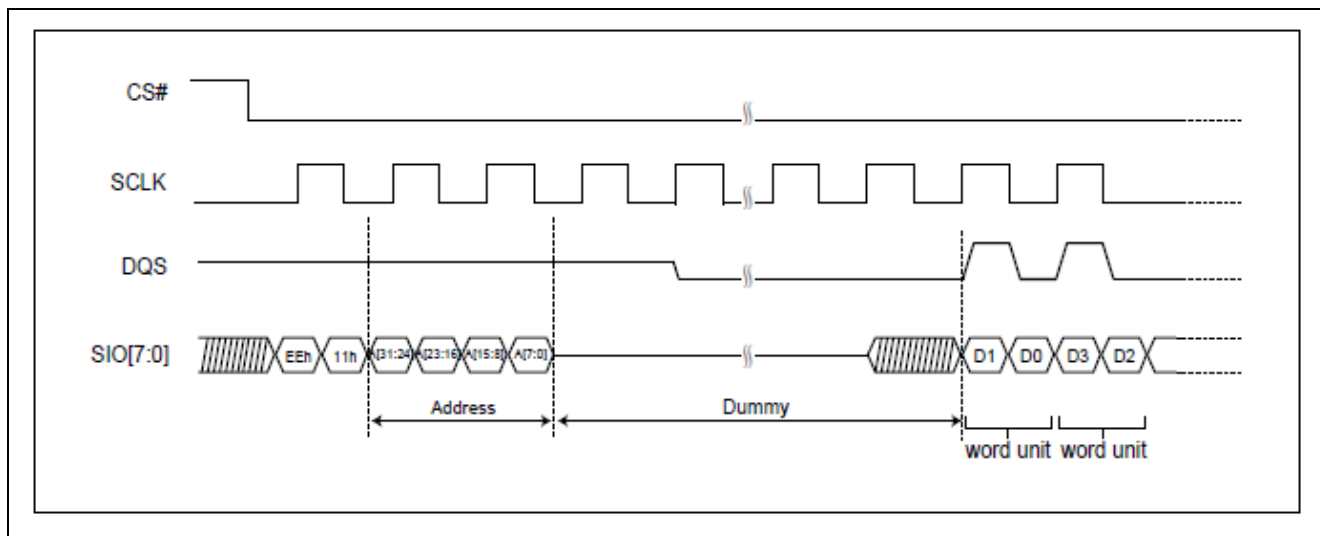 CS#
SCLK
DQS
SIO[7:0] EEh 11h A[31:24] A[23:16] A[15:8] A[7:0] D1 D0 D3 D2
Address Dummy
word unit word unit